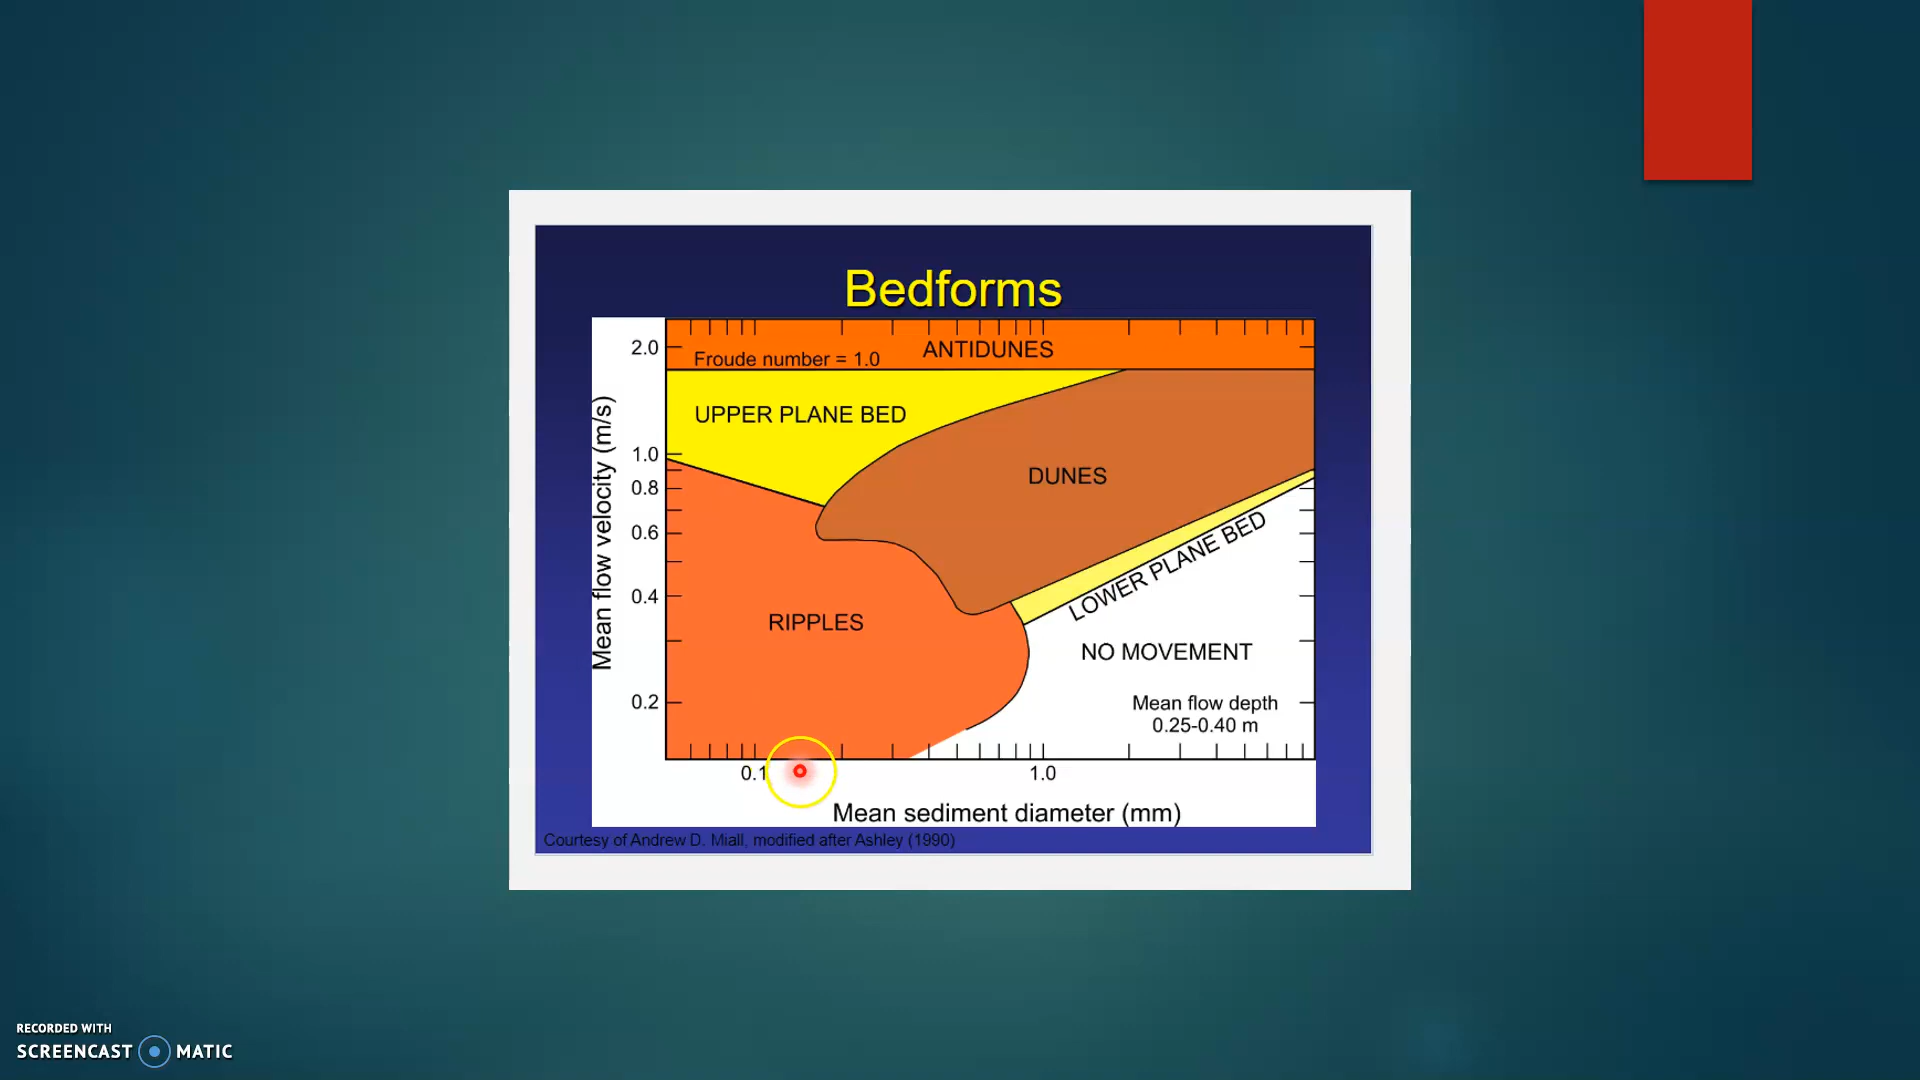 Bedforms
2.0
ANTIDUNES
Froude number = 1.0
UPPER PLANE BED
1.0
0.8
DUNES
0.6
LOWER PLANE BED
0.4
RIPPLES
NO MOVEMENT
0.2
Mean flow depth
0.25-0.40 m
Mean flow velocity (m/s)
0.1
1.0
Mean sediment diameter (mm)
Courtesy of Andrew D. Miall, modified after Ashley (1990)
RECORDED WITH
SCREENCAST MATIC